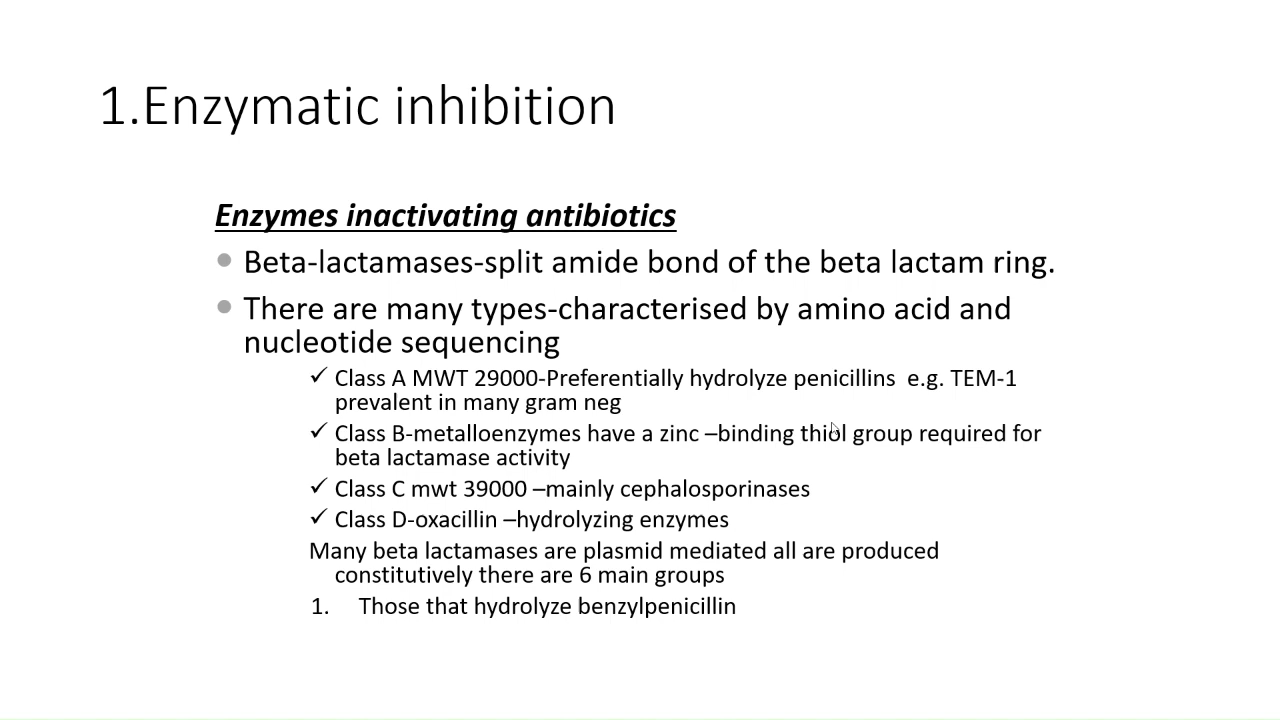 1.Enzymatic inhibition
Enzymes inactivating antibiotics
Beta-lactamases-split amide bond of the beta lactam ring.
There are many types-characterised by amino acid and
nucleotide sequencing
✓ Class A MWT 29000-Preferentially hydrolyze penicillins e.g. TEM-1
prevalent in many gram neg
✓ Class B-metalloenzymes have a zinc –binding thiol group required for
beta lactamase activity
✓ Class C mwt 39000 –mainly cephalosporinases
✓ Class D-oxacillin –hydrolyzing enzymes
Many beta lactamases are plasmid mediated all are produced
constitutively there are 6 main groups
1. Those that hydrolyze benzylpenicillin